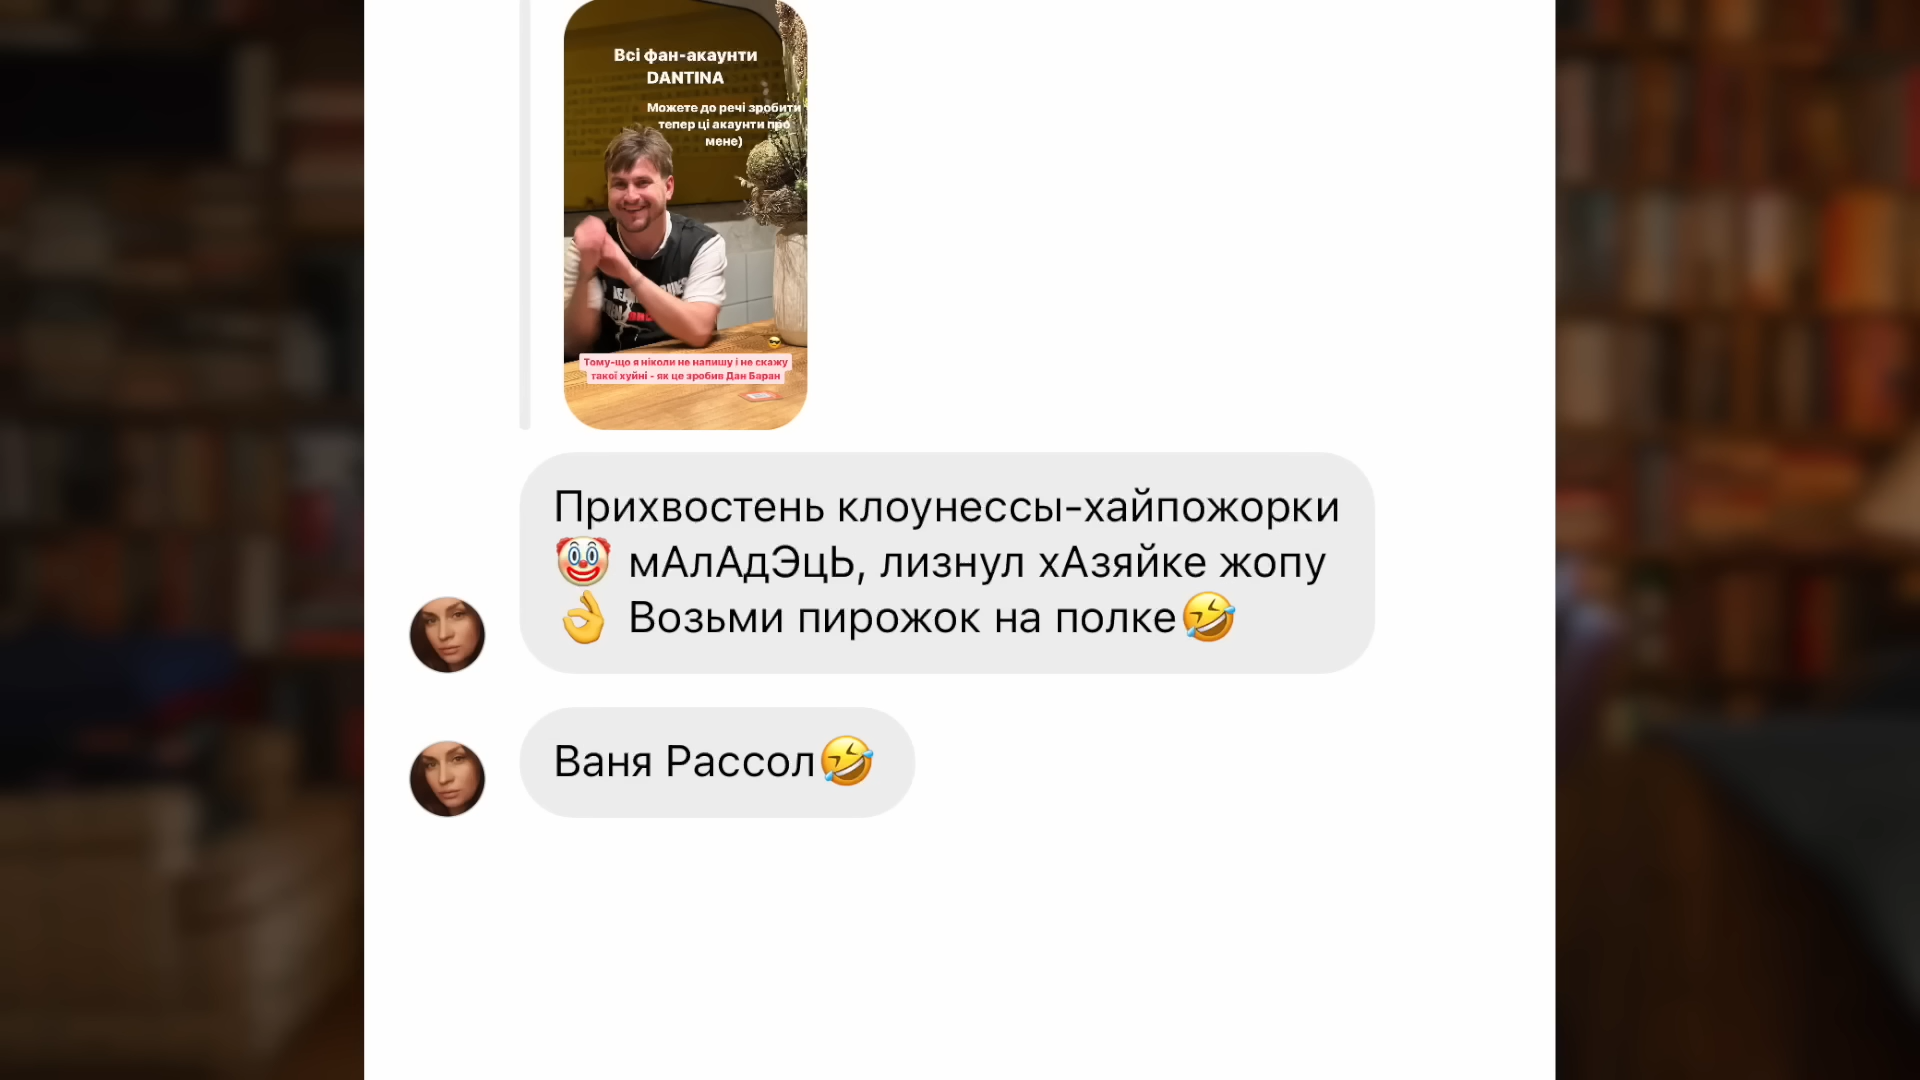 Всі фан-акаунти
DANTINA
Можете до речі зробити
тепер ці акаунти про
мене)
Тому-що я ніколи не напишу і не скажу
такої хуйні - як це зробив Дан Баран
Прихвостень клоунессы-хайпожорки
🤡 мАлАдЭцЬ, лизнул хАзяйке жопу
👌 Возьми пирожок на полке🤣
Ваня Рассол🤣